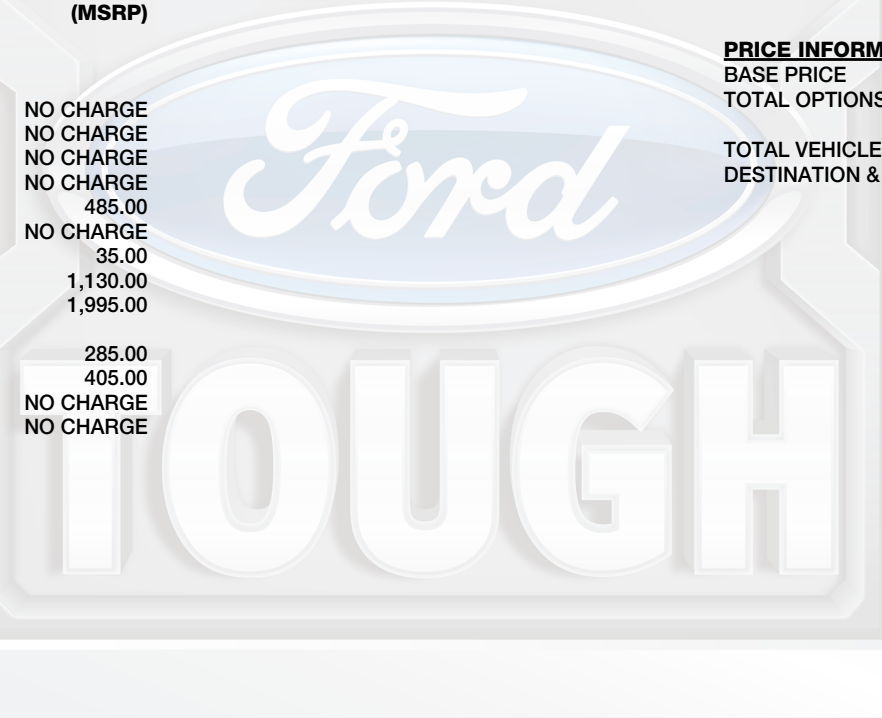 (MSRP)
NO CHARGE
NO CHARGE
NO CHARGE
NO CHARGE
485.00
NO CHARGE
35.00
1,130.00
1,995.00
285.00
405.00
NO CHARGE
NO CHARGE
PRICE INFORM
BASE PRICE
TOTAL OPTIONS
TOTAL VEHICLE
DESTINATION &
Ford
TOUGH